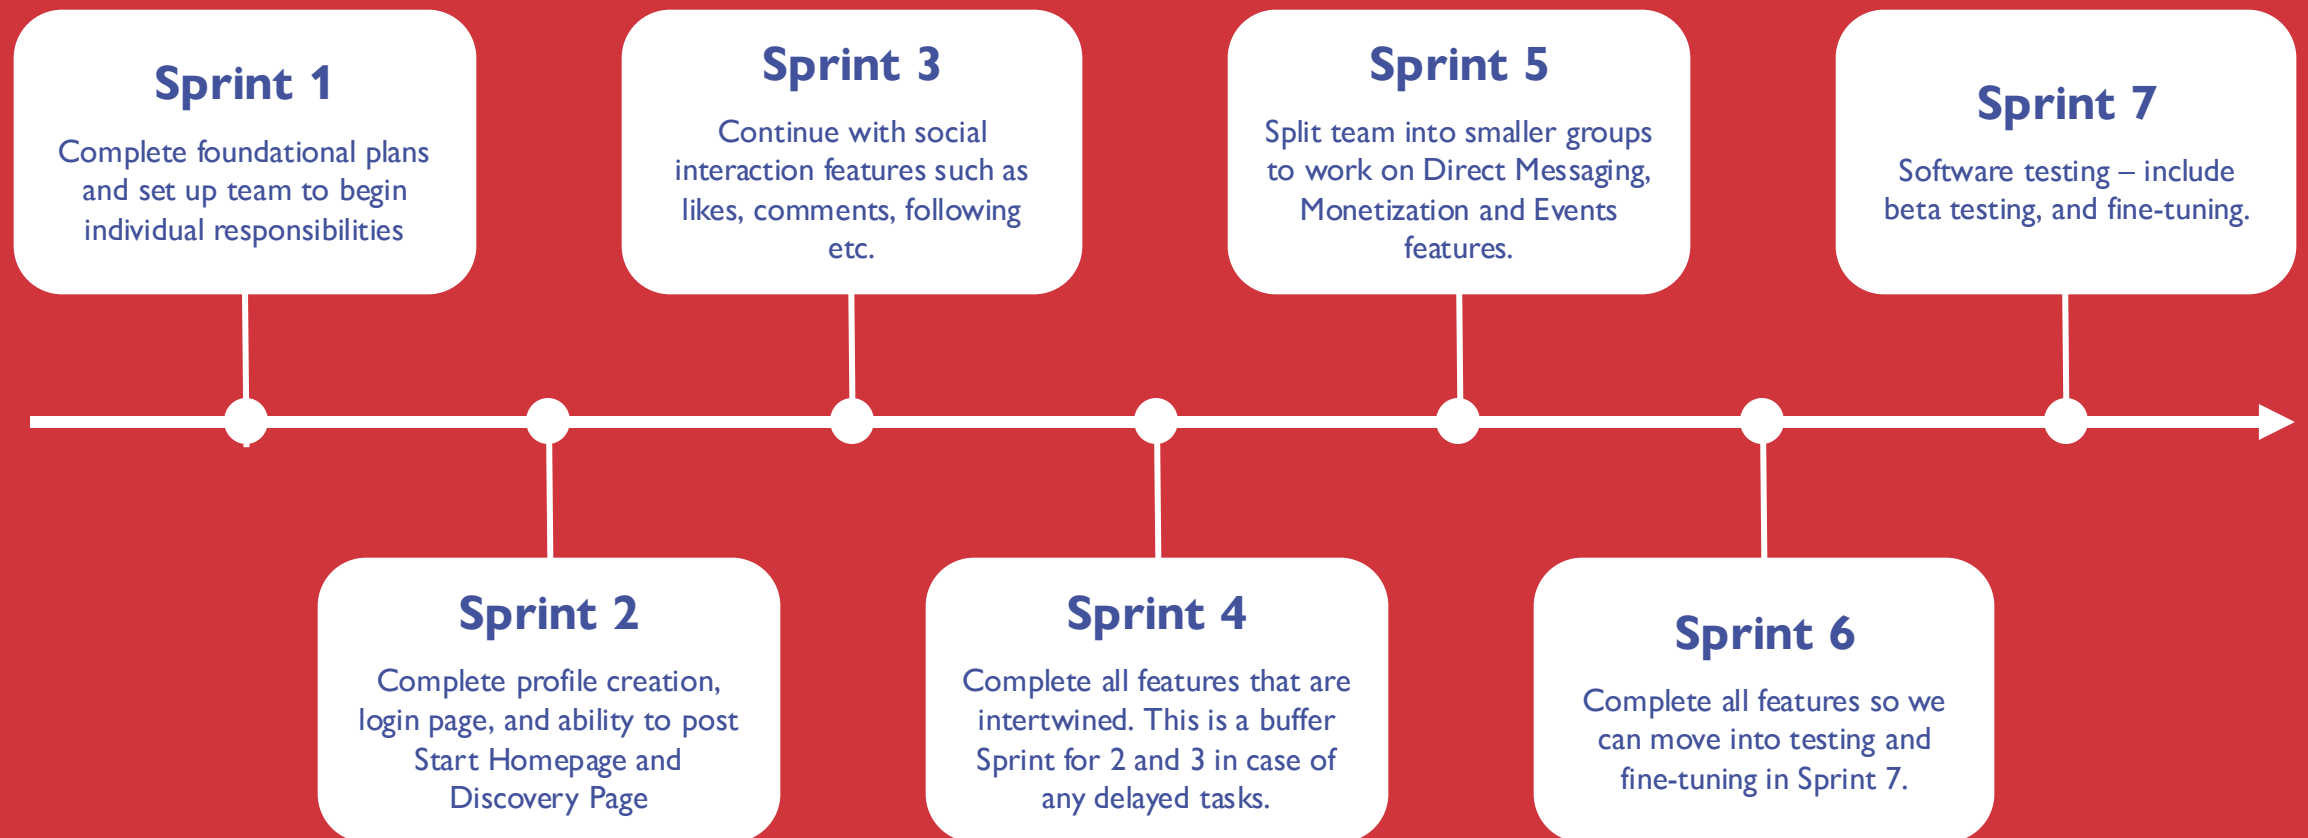 Sprint 1
Complete foundational plans
and set up team to begin
individual responsibilities
Sprint 2
Complete profile creation,
login page, and ability to post
Start Homepage and
Discovery Page
Sprint 3
Continue with social
interaction features such as
likes, comments, following
etc.
Sprint 4
Complete all features that are
intertwined. This is a buffer
Sprint for 2 and 3 in case of
any delayed tasks.
Sprint 5
Split team into smaller groups
to work on Direct Messaging,
Monetization and Events
features.
Sprint 6
Complete all features so we
can move into testing and
fine-tuning in Sprint 7.
Sprint 7
Software testing – include
beta testing, and fine-tuning.